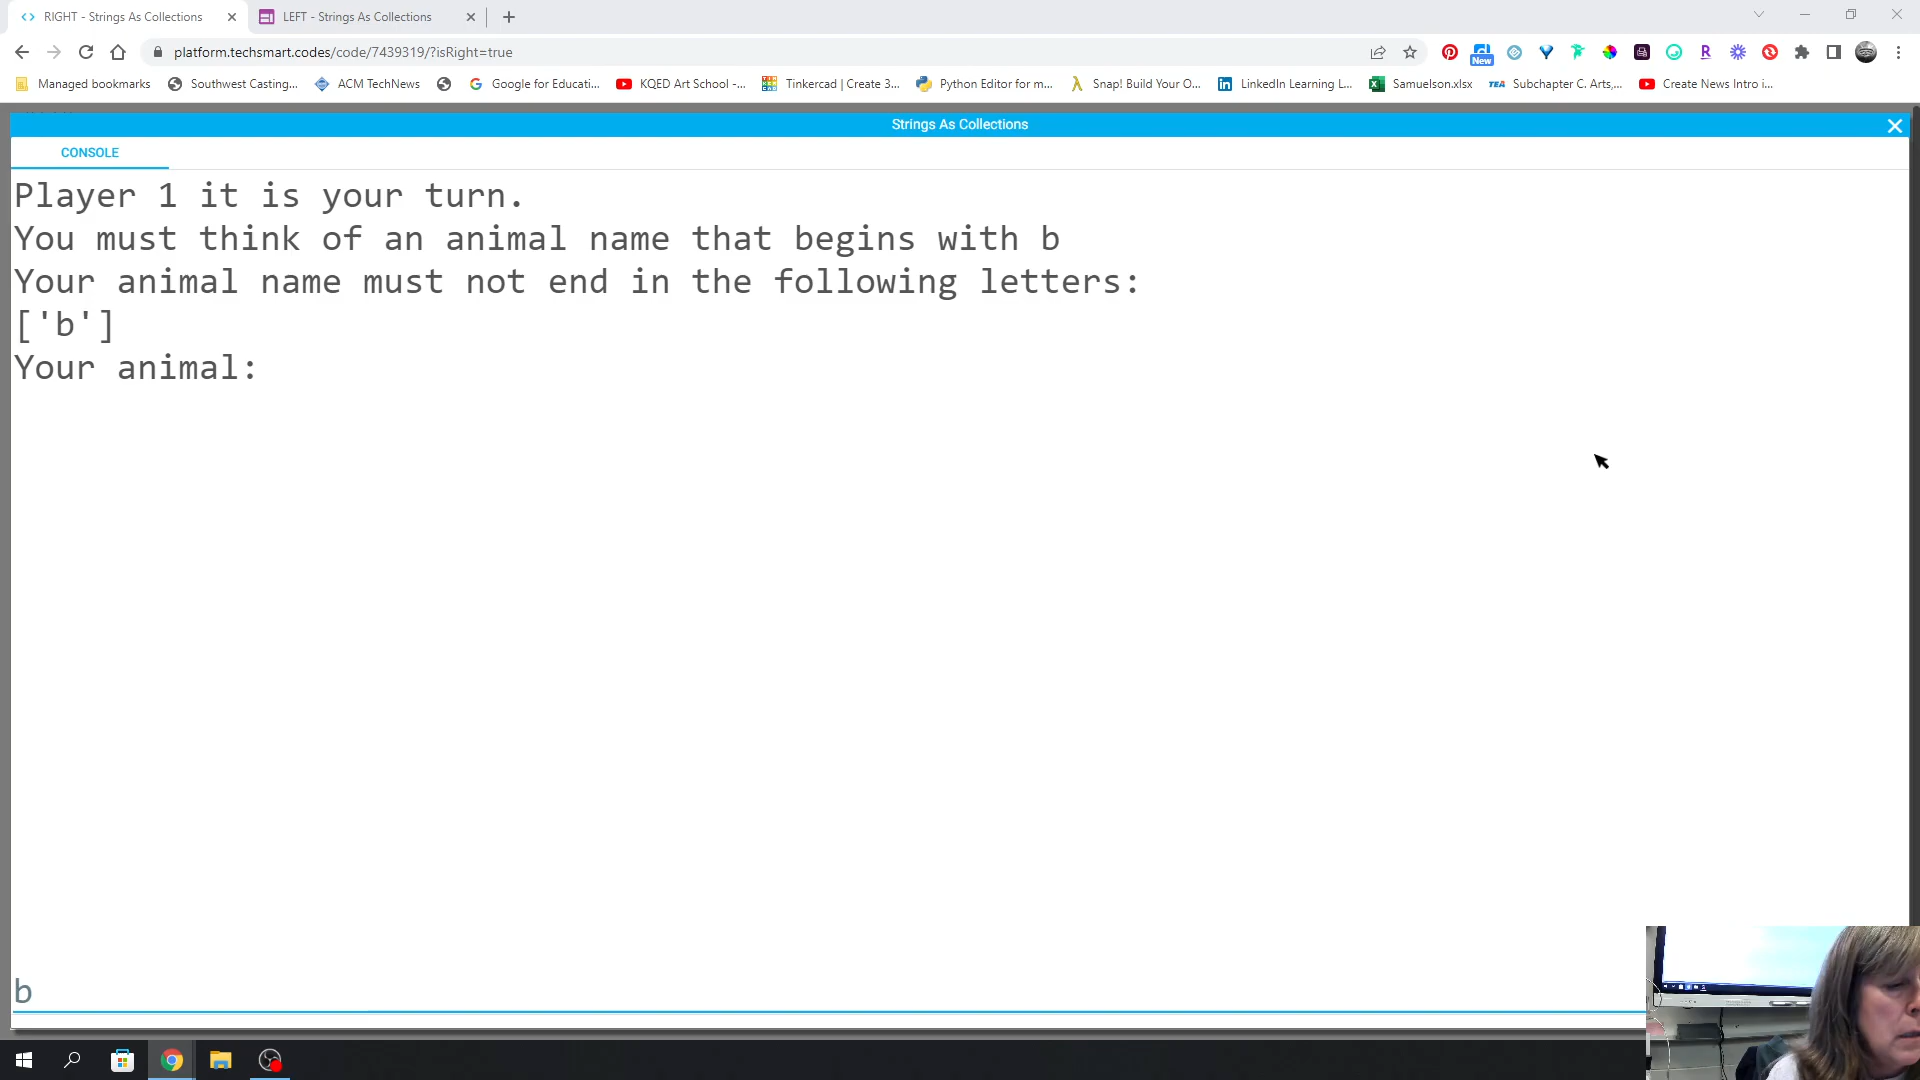 RIGHT - Strings As Collections
LEFT - Strings As Collections
platform.techsmart.codes/code/7439319/?isRight=true
New
R
Managed bookmarks
Southwest Casting...
ACM TechNews
Google for Educati...
KQED Art School -...
Tinkercad | Create 3...
Python Editor for m...
Snap! Build Your O...
LinkedIn Learning L...
Samuelson.xlsx
TEA
Subchapter C. Arts,...
Create News Intro i...
Strings As Collections
CONSOLE
Player 1 it is your turn.
You must think of an animal name that begins with b
Your animal name must not end in the following letters:
['b']
Your animal:
b